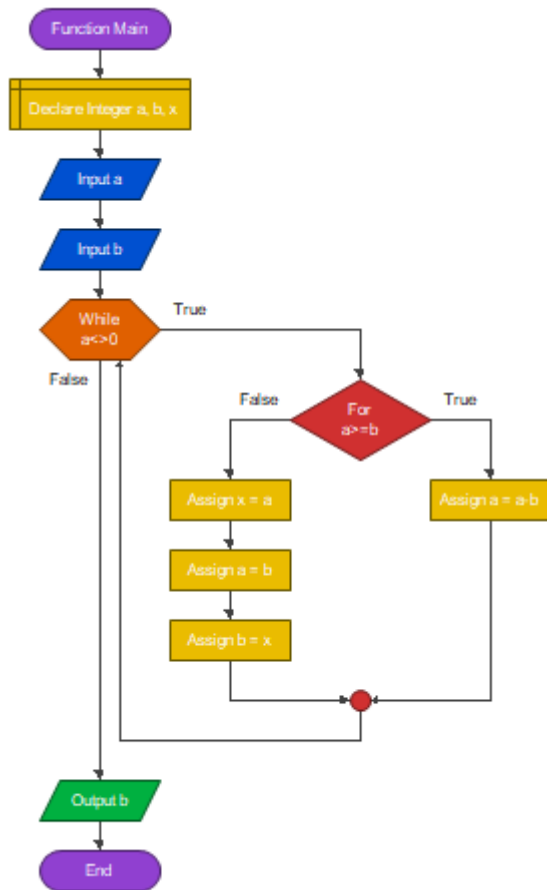 Function Main
Declare Integer a, b, x
Input a
Input b
While
a<>0
True
False
For
a>=b
False
True
Assign x = a
Assign a = a-b
Assign a = b
Assign b = x
Output b
End